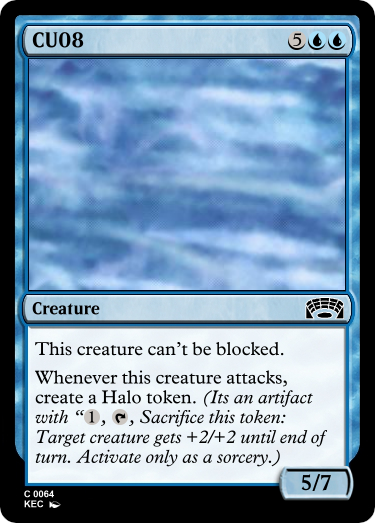 CU08 5
Creature
This creature can't be blocked.
Whenever this creature attacks,
create a Halo token. (Its an artifact
with "1, , Sacrifice this token:
Target creature gets +2/+2 until end of
turn. Activate only as a sorcery.)
5/7
C 0064
KEC